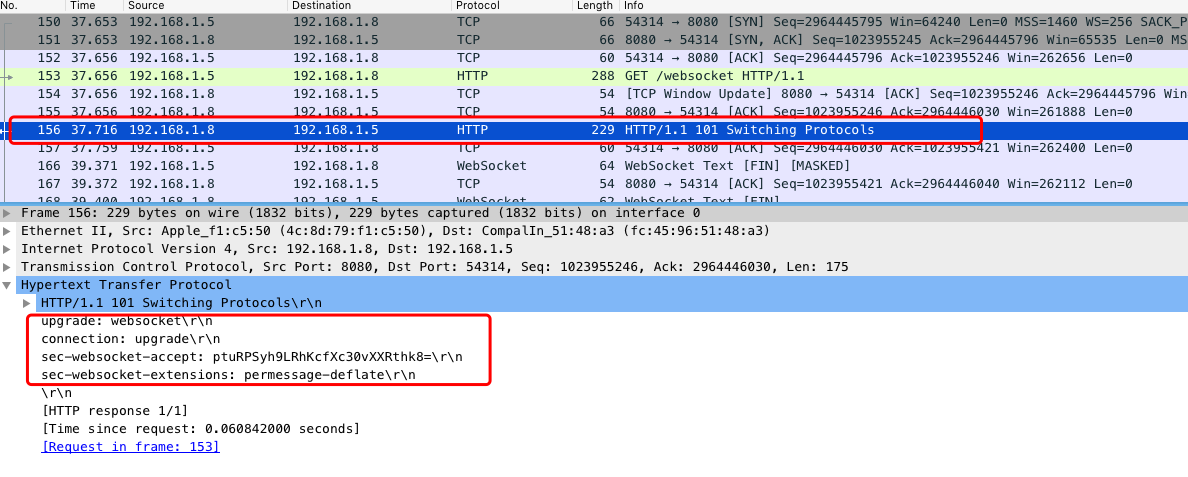 No. Time Source Destination Protocol Length Info
150 37.653 192.168.1.5 192.168.1.8 TCP 66 54314 → 8080 [SYN] Seq=2964445795 Win=64240 Len=0 MSS=1460 WS=256 SACK_P
151 37.653 192.168.1.8 192.168.1.5 TCP 66 8080 → 54314 [SYN, ACK] Seq=1023955245 Ack=2964445796 Win=65535 Len=0 MS
152 37.656 192.168.1.5 192.168.1.8 TCP 60 54314 → 8080 [ACK] Seq=2964445796 Ack=1023955246 Win=262656 Len=0
153 37.656 192.168.1.5 192.168.1.8 HTTP 288 GET /websocket HTTP/1.1
154 37.656 192.168.1.8 192.168.1.5 TCP 54 [TCP Window Update] 8080 → 54314 [ACK] Seq=1023955246 Ack=2964445796 Win
155 37.656 192.168.1.8 192.168.1.5 TCP 54 8080 → 54314 [ACK] Seq=1023955246 Ack=2964446030 Win=261888 Len=0
156 37.716 192.168.1.8 192.168.1.5 HTTP 229 HTTP/1.1 101 Switching Protocols
157 37.759 192.168.1.5 192.168.1.8 TCP 60 54314 → 8080 [ACK] Seq=2964446030 Ack=1023955421 Win=262400 Len=0
166 39.371 192.168.1.5 192.168.1.8 WebSocket 64 WebSocket Text [FIN] [MASKED]
167 39.372 192.168.1.8 192.168.1.5 TCP 54 8080 → 54314 [ACK] Seq=1023955421 Ack=2964446040 Win=262112 Len=0
168 39.400 192.168.1.8 192.168.1.5 WebSocket 62 WebSocket Text [FIN]
Frame 156: 229 bytes on wire (1832 bits), 229 bytes captured (1832 bits) on interface 0
Ethernet II, Src: Apple_f1:c5:50 (4c:8d:79:f1:c5:50), Dst: CompalIn_51:48:a3 (fc:45:96:51:48:a3)
Internet Protocol Version 4, Src: 192.168.1.8, Dst: 192.168.1.5
Transmission Control Protocol, Src Port: 8080, Dst Port: 54314, Seq: 1023955246, Ack: 2964446030, Len: 175
Hypertext Transfer Protocol
HTTP/1.1 101 Switching Protocols\r\n
upgrade: websocket\r\n
connection: upgrade\r\n
sec-websocket-accept: ptuRPSyh9LRhKcfXc30vXXRthk8=\r\n
sec-websocket-extensions: permessage-deflate\r\n
\r\n
[HTTP response 1/1]
[Time since request: 0.060842000 seconds]
[Request in frame: 153]